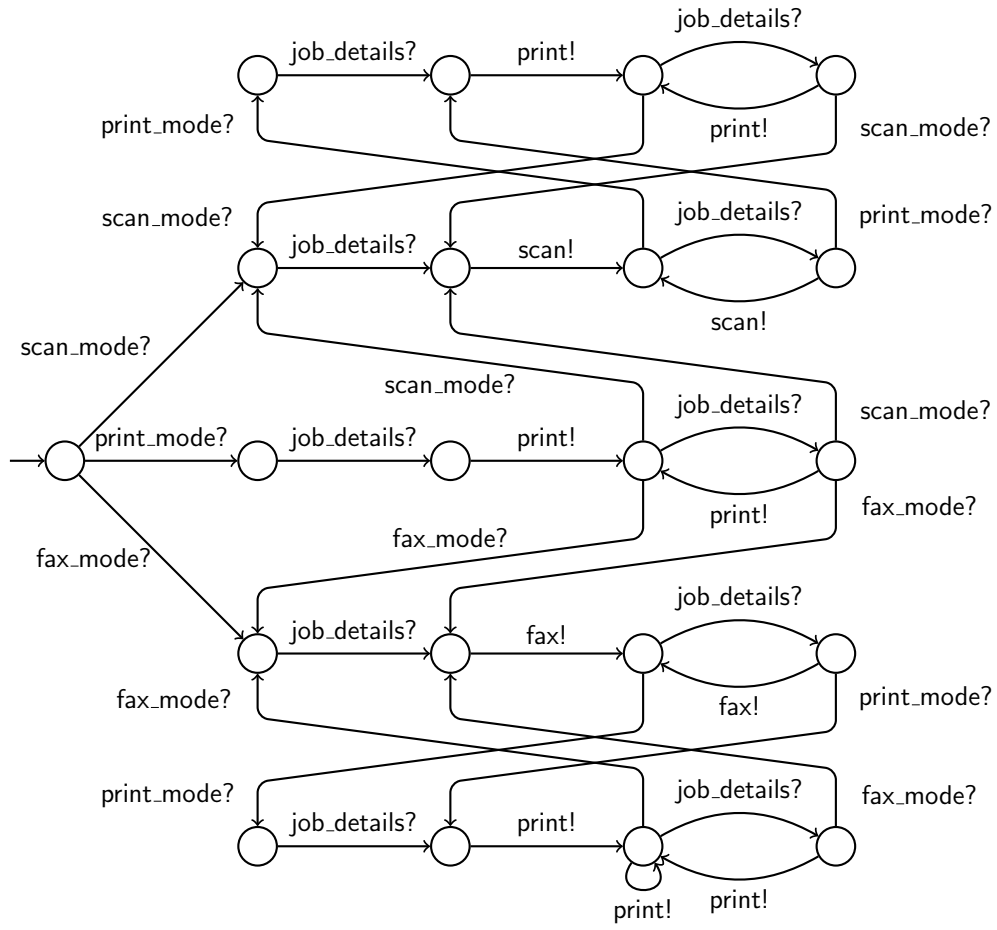 job_details?
job_details? print!
print_mode? print! scan_mode?
scan_mode? job_details? print_mode?
job_details? scan!
scan!
scan_mode?
scan_mode? job_details? scan_mode?
print_mode? job_details? print!
print! fax_mode?
fax_mode?
fax_mode?
job_details?
job_details? fax!
fax_mode? fax! print_mode?
print_mode? job_details? fax_mode?
job_details? print!
print! print!